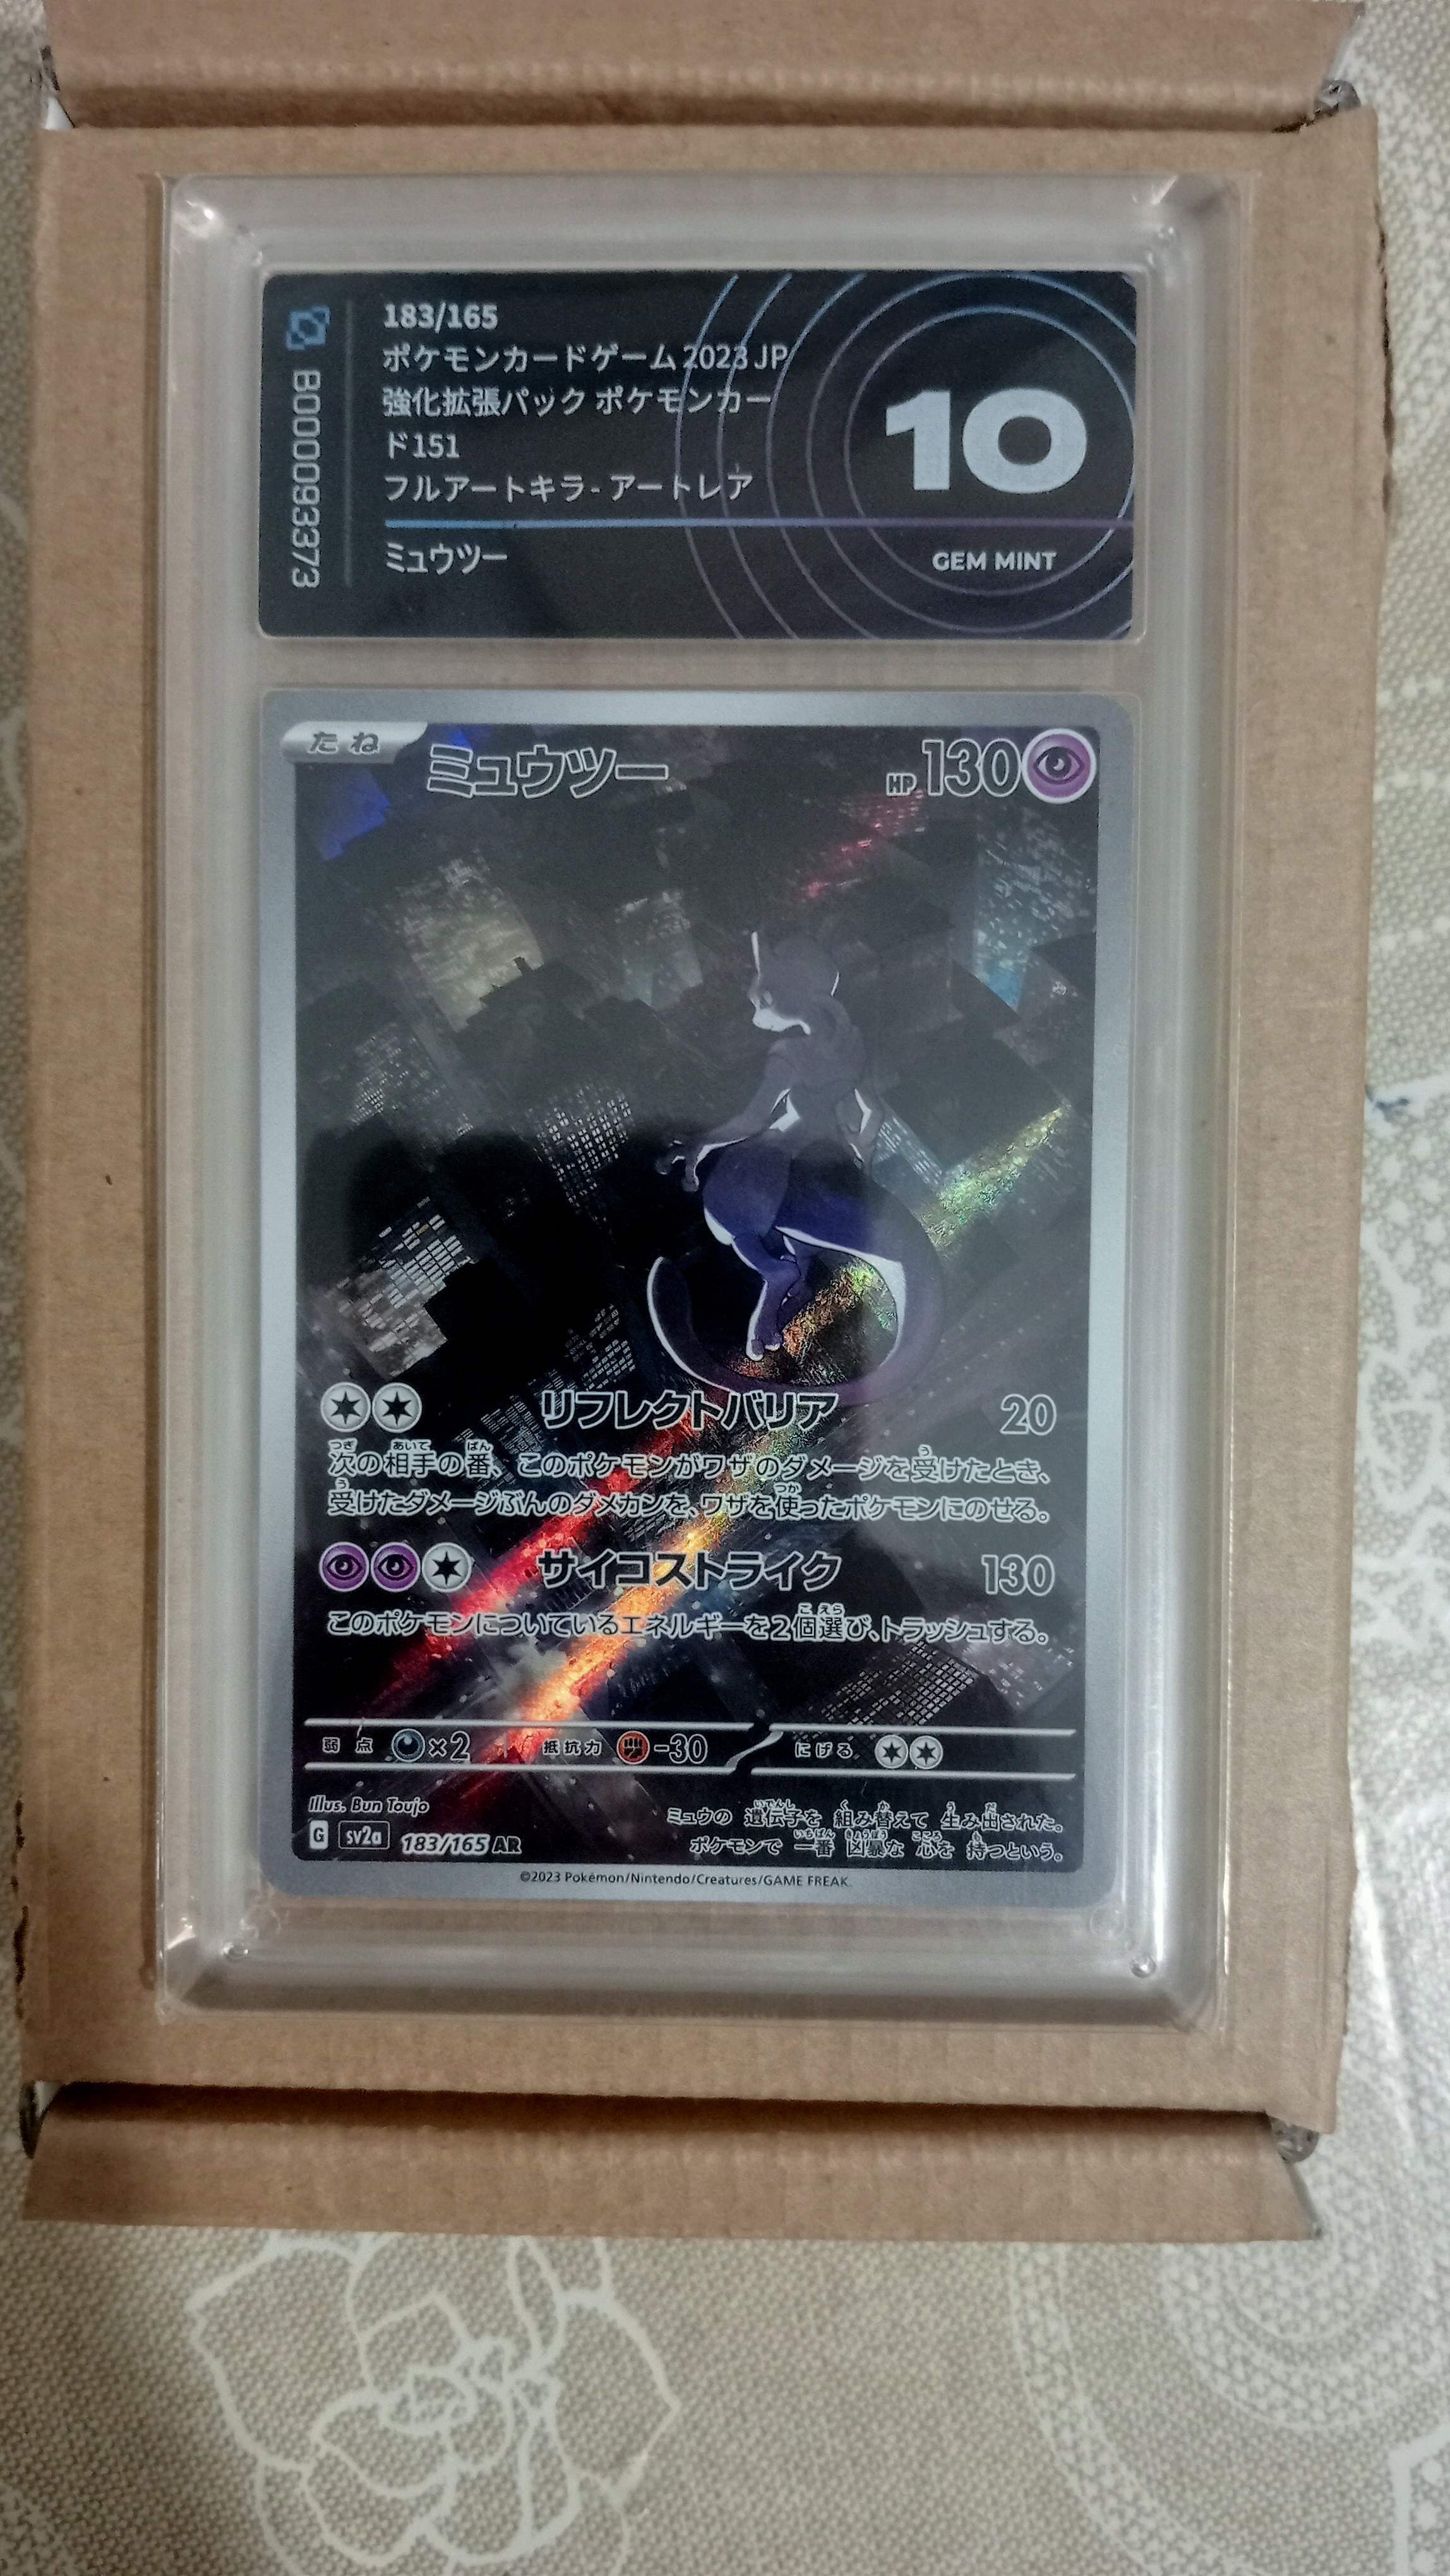 B000093373
183/165
ポケモンカードゲーム 2023 JP
強化拡張パック ポケモンカー
ド151
フルアートキラ - アートレア
ミュウツー
10
GEM MINT
たね
ミュウツー
HP 130
リフレクトバリア 20
次の相手の番、このポケモンがワザのダメージを受けたとき、
受けたダメージぶんのダメカンを、ワザを使ったポケモンにのせる。
サイコストライク 130
このポケモンについているエネルギーを2個選び、トラッシュする。
弱点 ×2 抵抗力 -30 にげる
Illus. Bun Toujo
G sv2a 183/165 AR
ミュウの 遺伝子を 組み替えて 生み出された。
ポケモンで 一番 凶暴な 心を 持つという。
©2023 Pokémon/Nintendo/Creatures/GAME FREAK.